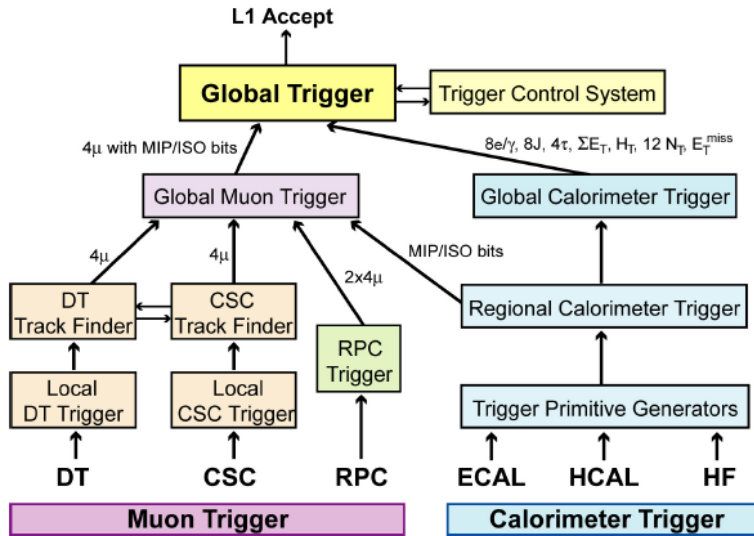 L1 Accept
Global Trigger
Trigger Control System
4μ with MIP/ISO bits
8e/γ, 8J, 4τ, ΣE_T, H_T, 12 N_T, E_T^miss
Global Muon Trigger
Global Calorimeter Trigger
4μ
4μ
2x4μ
MIP/ISO bits
DT
Track Finder
CSC
Track Finder
Regional Calorimeter Trigger
RPC
Trigger
Local
DT Trigger
Local
CSC Trigger
Trigger Primitive Generators
DT
CSC
RPC
ECAL
HCAL
HF
Muon Trigger
Calorimeter Trigger